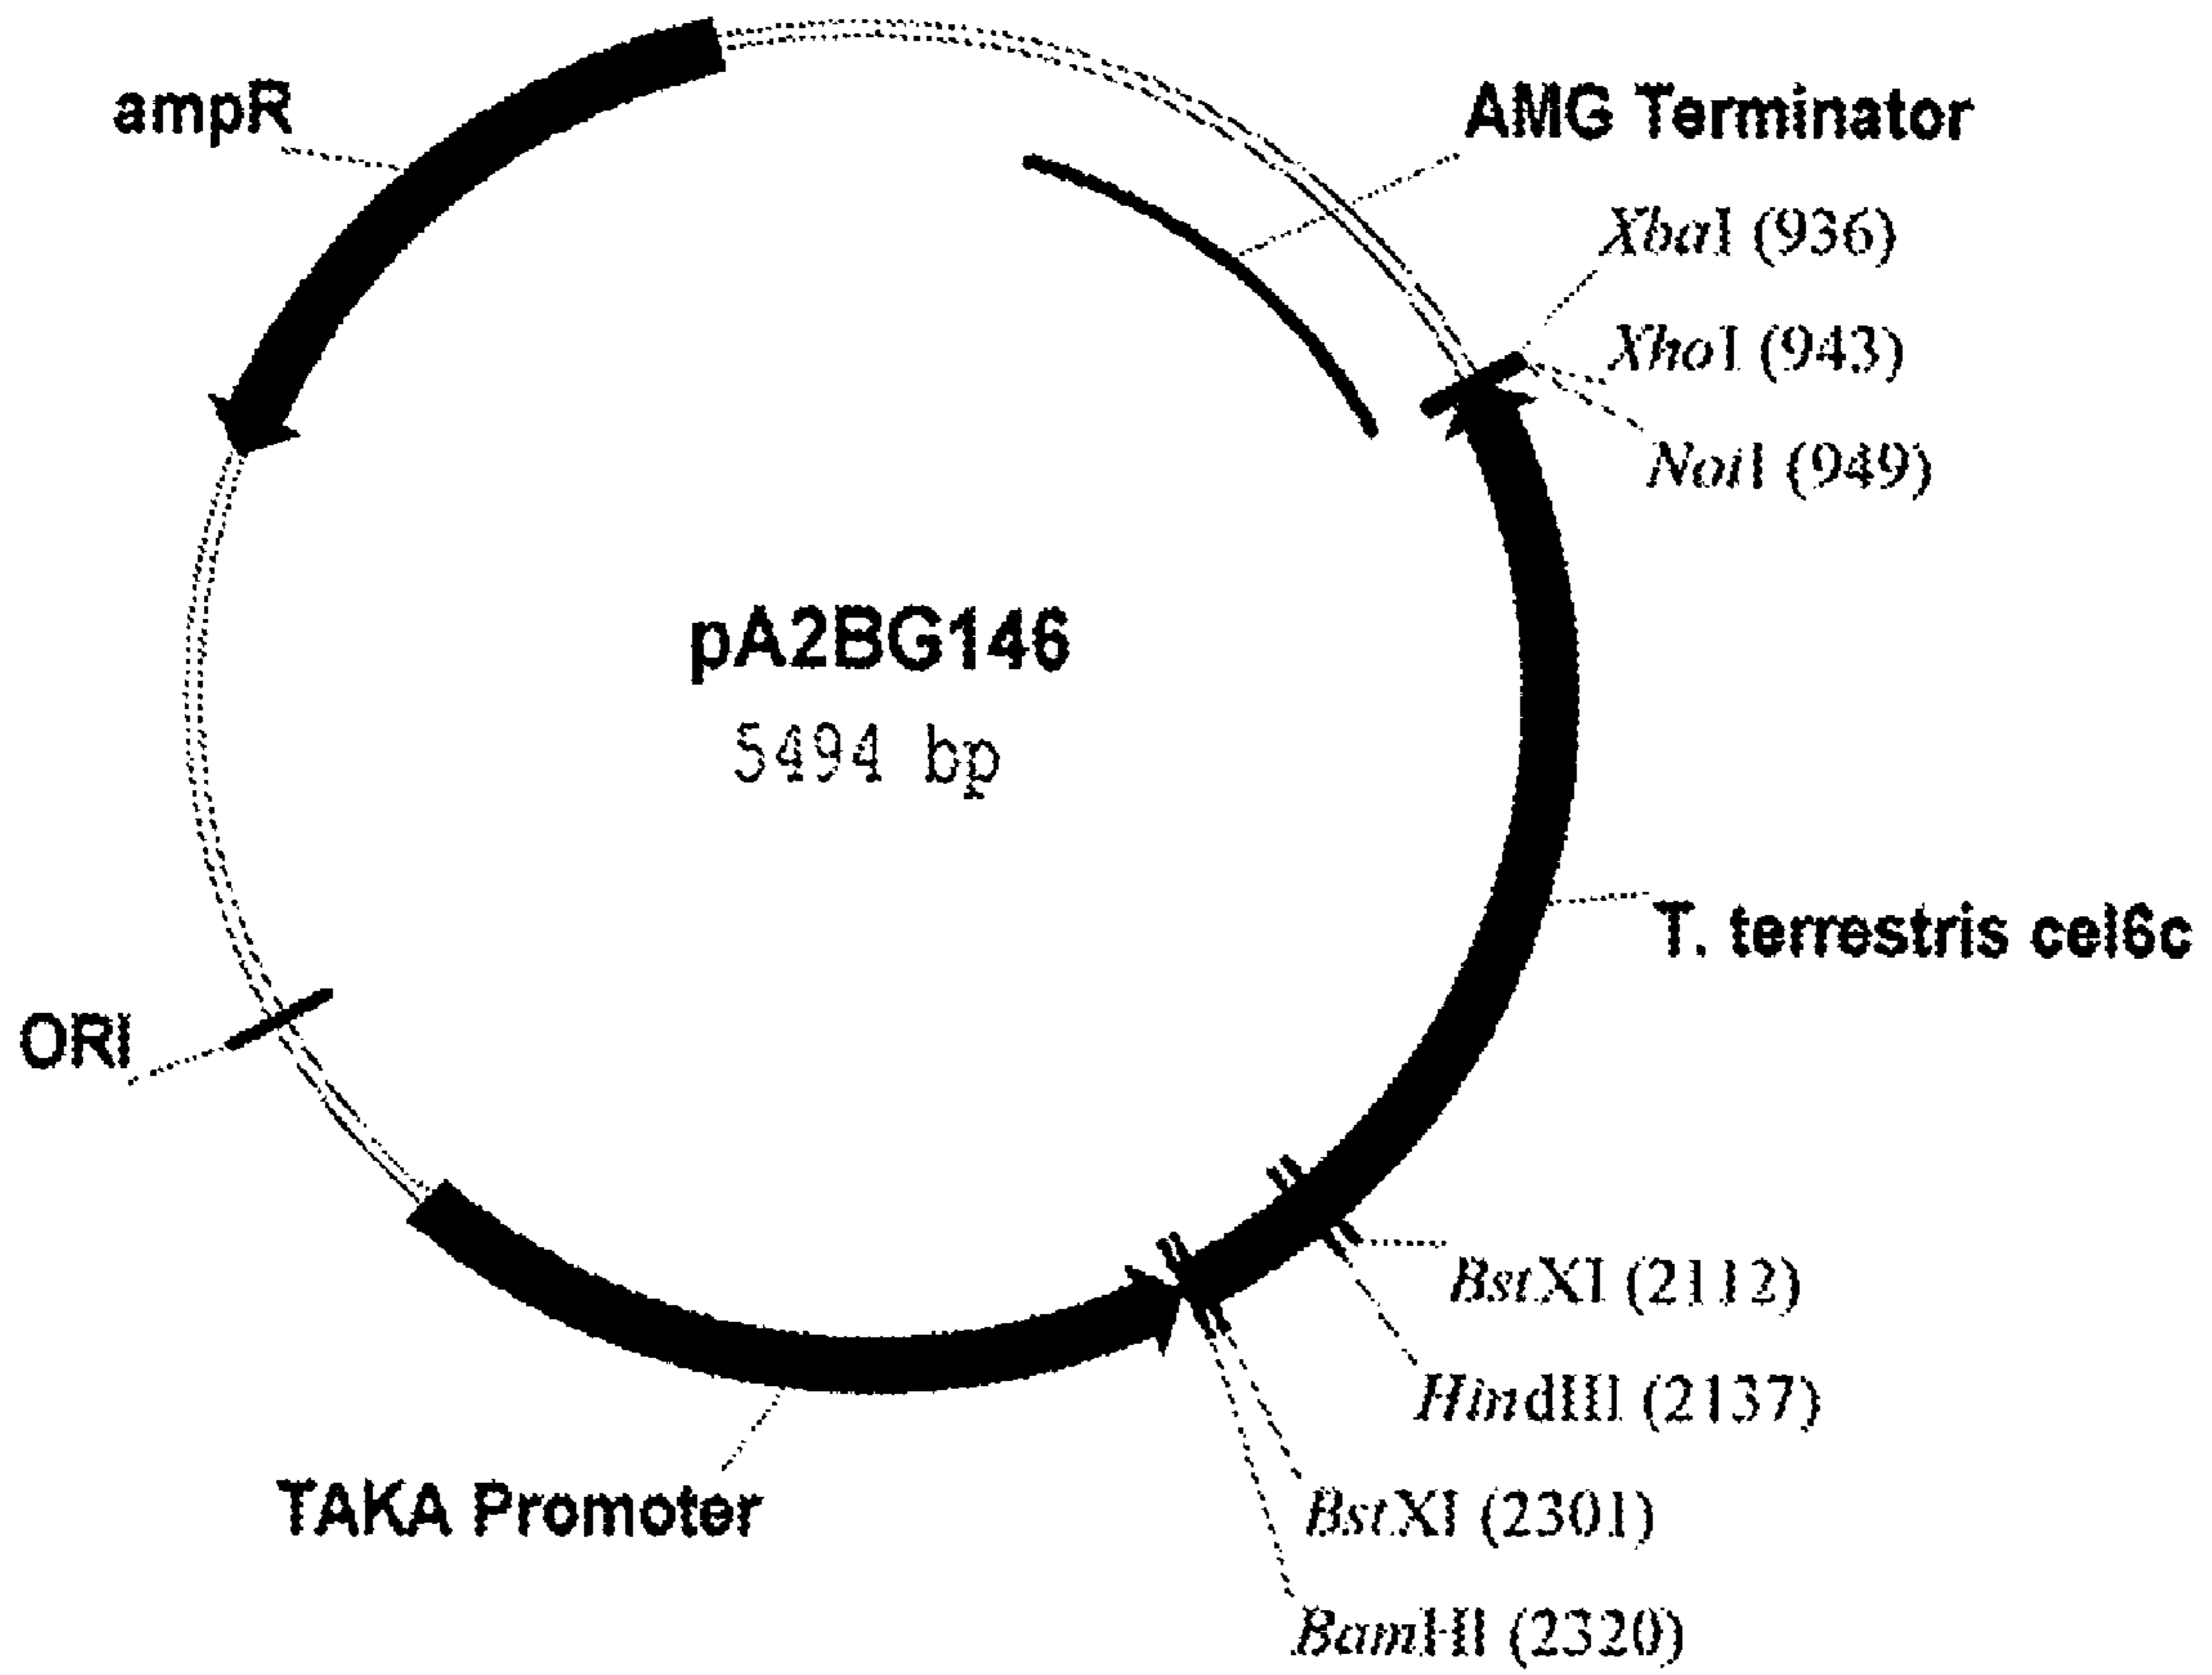 ampR
AMG Terminator
XbaI (936)
XhoI (943)
NotI (949)
pA2BG146
5494 bp
T. terrestris cel6c
ORI
BstXI (2112)
HindIII (2137)
TAKA Promoter
BstXI (2301)
BamHI (2320)